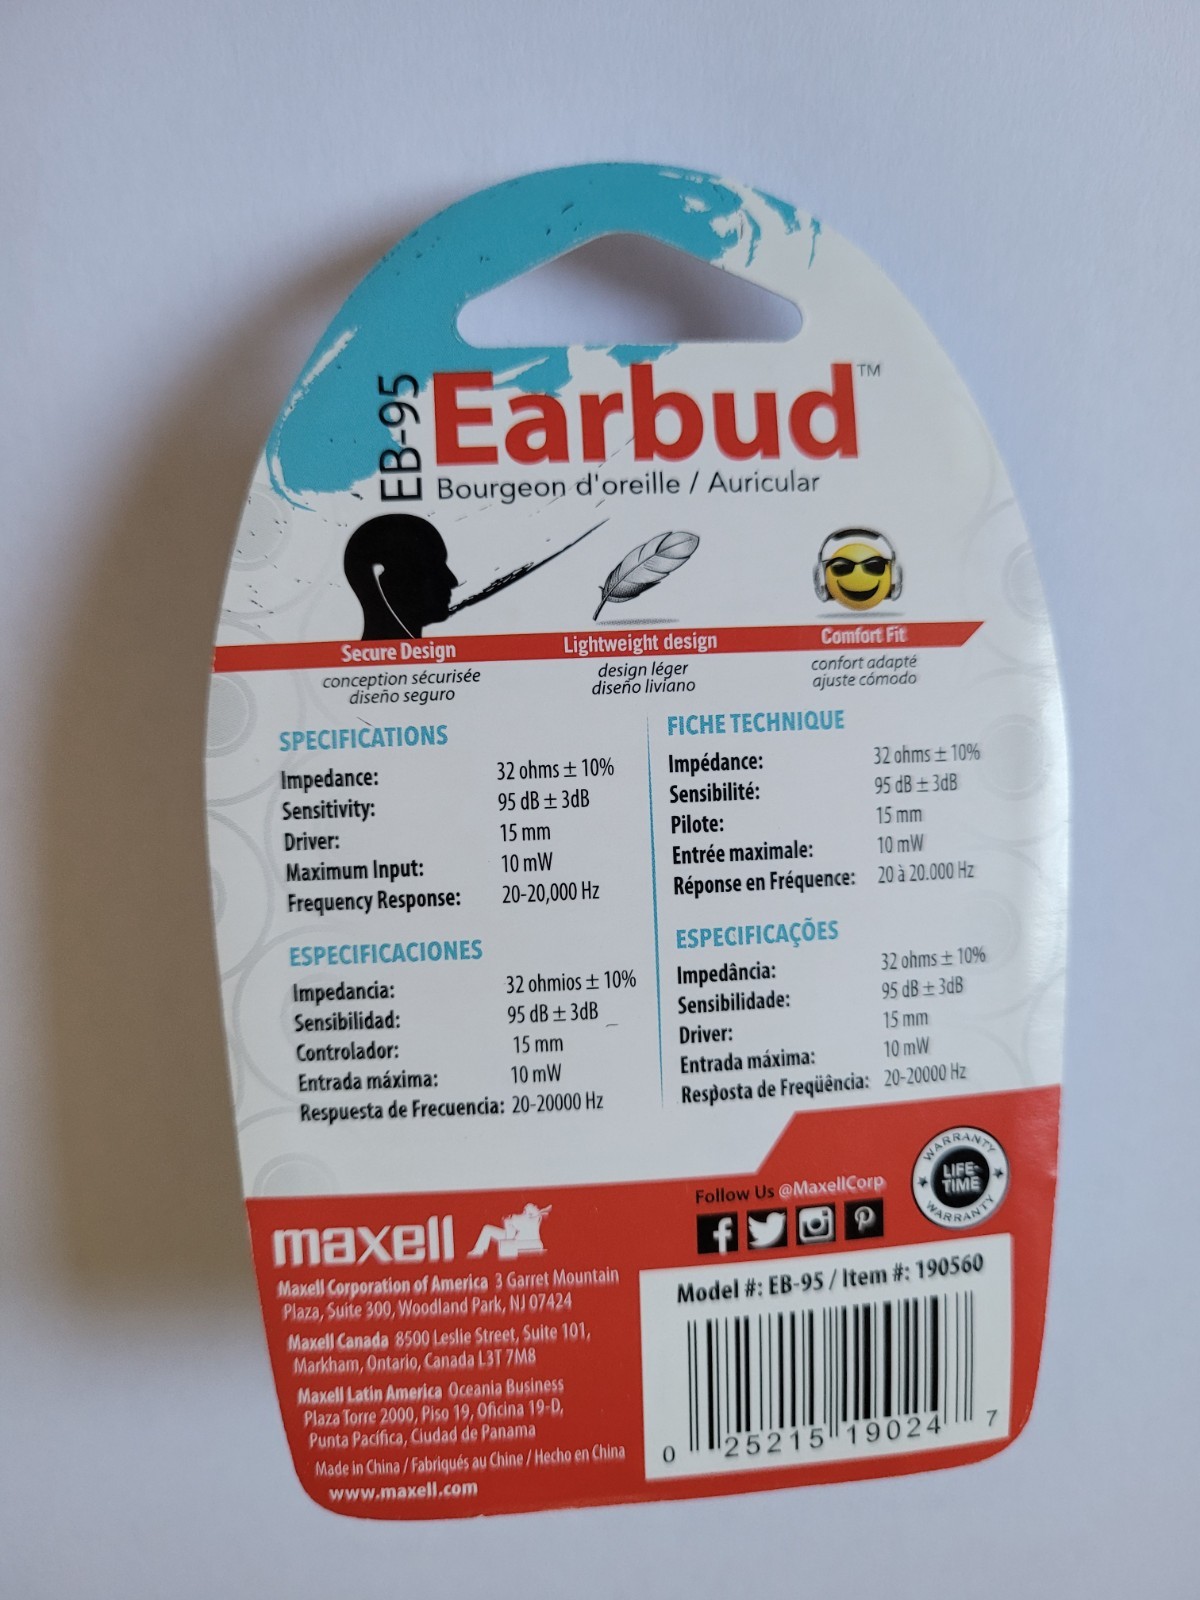 EB-95
Earbud™
Bourgeon d'oreille / Auricular
Secure Design
conception sécurisée
diseño seguro
Lightweight design
design léger
diseño liviano
Comfort Fit
confort adapté
ajuste cómodo
SPECIFICATIONS
Impedance: 32 ohms ± 10%
Sensitivity: 95 dB ± 3dB
Driver: 15 mm
Maximum Input: 10 mW
Frequency Response: 20-20,000 Hz
FICHE TECHNIQUE
Impédance: 32 ohms ± 10%
Sensibilité: 95 dB ± 3dB
Pilote: 15 mm
Entrée maximale: 10 mW
Réponse en Fréquence: 20 à 20.000 Hz
ESPECIFICACIONES
Impedancia: 32 ohmios ± 10%
Sensibilidad: 95 dB ± 3dB
Controlador: 15 mm
Entrada máxima: 10 mW
Respuesta de Frecuencia: 20-20000 Hz
ESPECIFICAÇÕES
Impedância: 32 ohms ± 10%
Sensibilidade: 95 dB ± 3dB
Driver: 15 mm
Entrada máxima: 10 mW
Resposta de Freqüência: 20-20000 Hz
maxell
Maxell Corporation of America 3 Garret Mountain
Plaza, Suite 300, Woodland Park, NJ 07424
Maxell Canada 8500 Leslie Street, Suite 101,
Markham, Ontario, Canada L3T 7M8
Maxell Latin America Oceania Business
Plaza Torre 2000, Piso 19, Oficina 19-D,
Punta Pacífica, Ciudad de Panama
Made in China / Fabriqués au Chine / Hecho en China
www.maxell.com
Follow Us @MaxellCorp
WARRANTY
LIFE-
TIME
WARRANTY
Model #: EB-95 / Item #: 190560
0 25215 19024 7